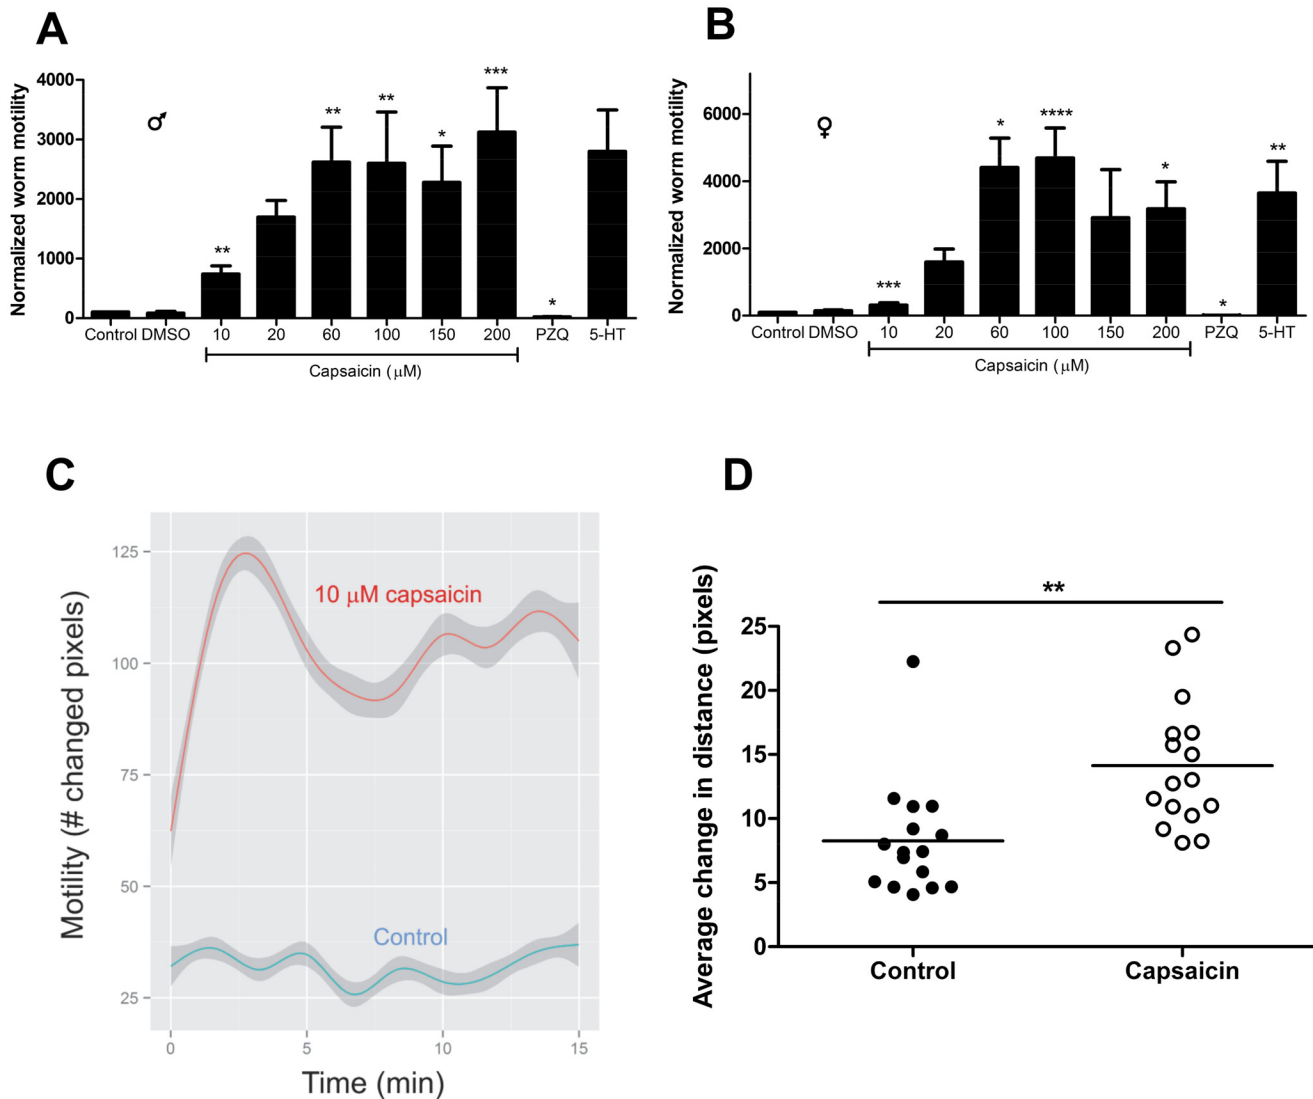 A
Normalized worm motility
4000
3000
2000
1000
0
♂
** ** ** * *** *
Control DMSO 10 20 60 100 150 200 PZQ 5-HT
Capsaicin (μM)
B
Normalized worm motility
6000
4000
2000
0
♀
*** * **** * * **
Control DMSO 10 20 60 100 150 200 PZQ 5-HT
Capsaicin (μM)
C
Motility (# changed pixels)
125
100
75
50
25
10 μM capsaicin
Control
0 5 10 15
Time (min)
D
Average change in distance (pixels)
**
25
20
15
10
5
0
Control Capsaicin